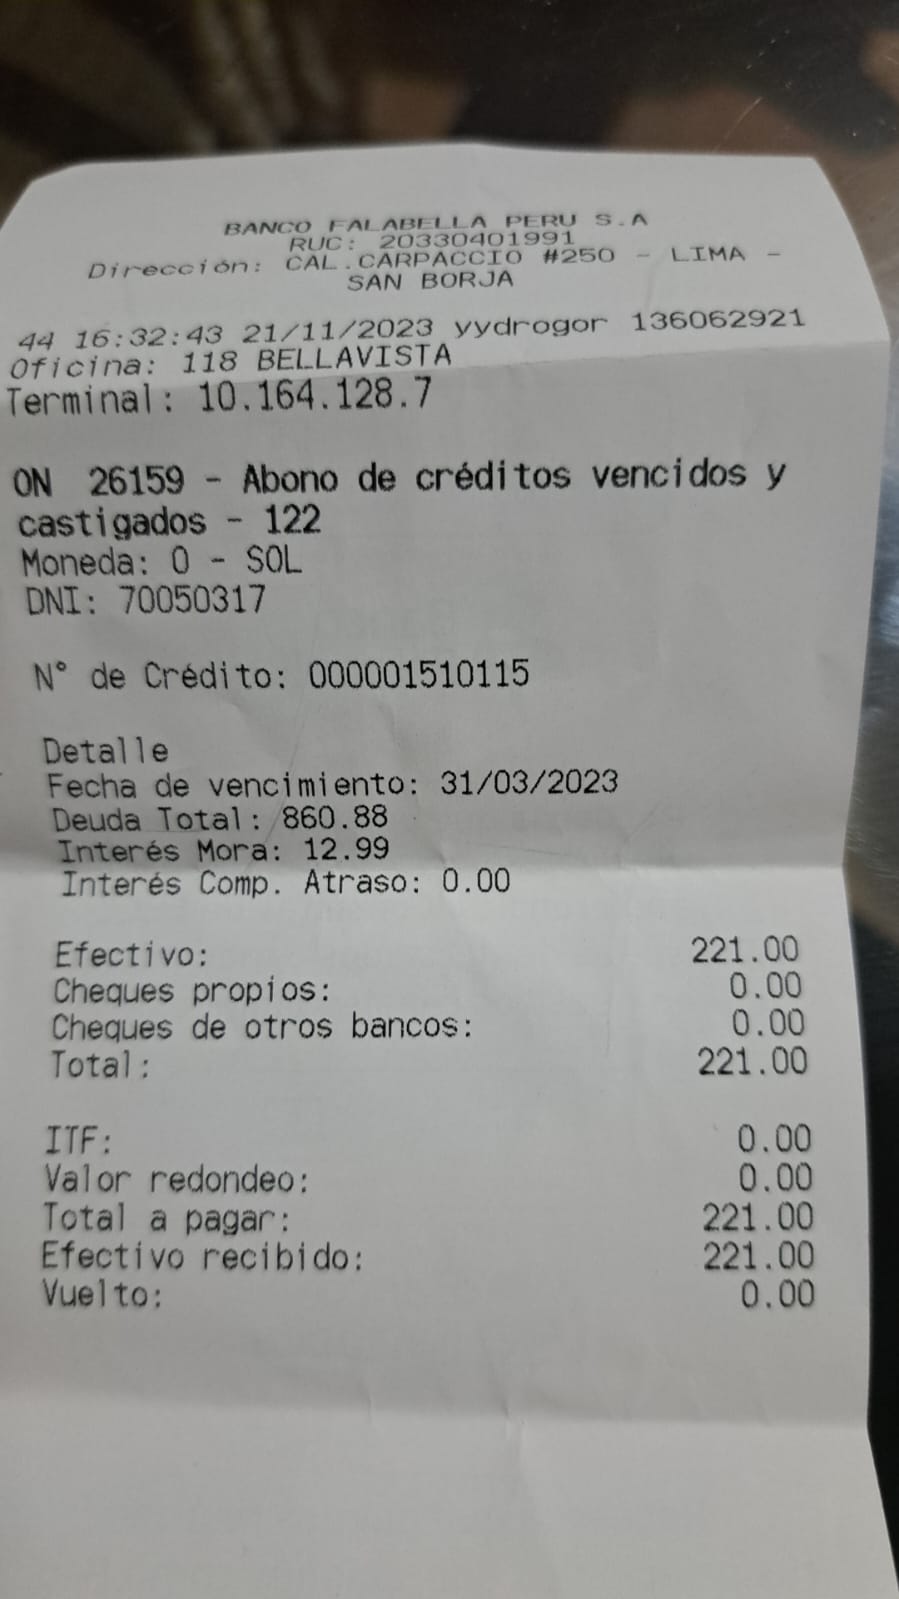 BANCO FALABELLA PERU S.A
RUC: 20330401991
Dirección: CAL.CARPACCIO #250 - LIMA -
SAN BORJA
44 16:32:43 21/11/2023 yydrogor 136062921
Oficina: 118 BELLAVISTA
Terminal: 10.164.128.7
ON 26159 - Abono de créditos vencidos y
castigados - 122
Moneda: 0 - SOL
DNI: 70050317
N° de Crédito: 000001510115
Detalle
Fecha de vencimiento: 31/03/2023
Deuda Total: 860.88
Interés Mora: 12.99
Interés Comp. Atraso: 0.00
Efectivo: 221.00
Cheques propios: 0.00
Cheques de otros bancos: 0.00
Total: 221.00
ITF: 0.00
Valor redondeo: 0.00
Total a pagar: 221.00
Efectivo recibido: 221.00
Vuelto: 0.00